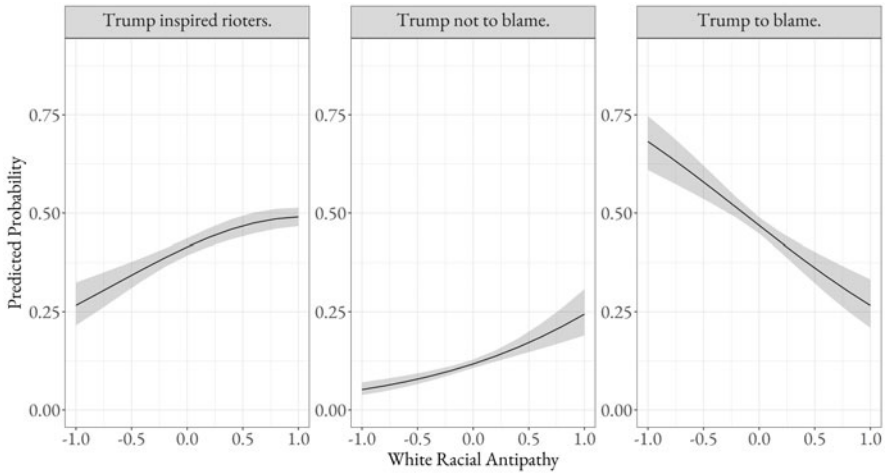 Trump inspired rioters. Trump not to blame. Trump to blame.
Predicted Probability
0.75 0.75 0.75
0.50 0.50 0.50
0.25 0.25 0.25
0.00 0.00 0.00
-1.0 -0.5 0.0 0.5 1.0 -1.0 -0.5 0.0 0.5 1.0 -1.0 -0.5 0.0 0.5 1.0
White Racial Antipathy